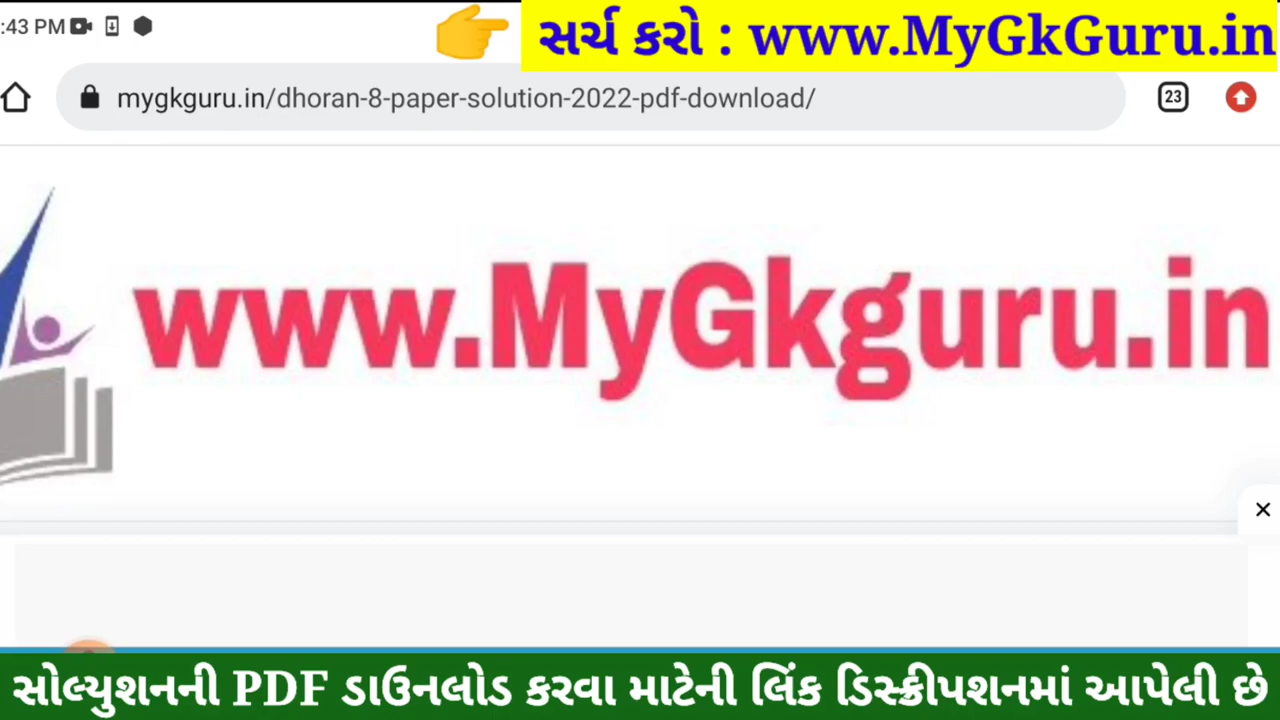 :43 PM
સર્ચ કરો : www.MyGkGuru.in
mygkguru.in/dhoran-8-paper-solution-2022-pdf-download/
23
www.MyGkguru.in
સોલ્યુશનની PDF ડાઉનલોડ કરવા માટેની લિંક ડિસ્ક્રીપશનમાં આપેલી છે